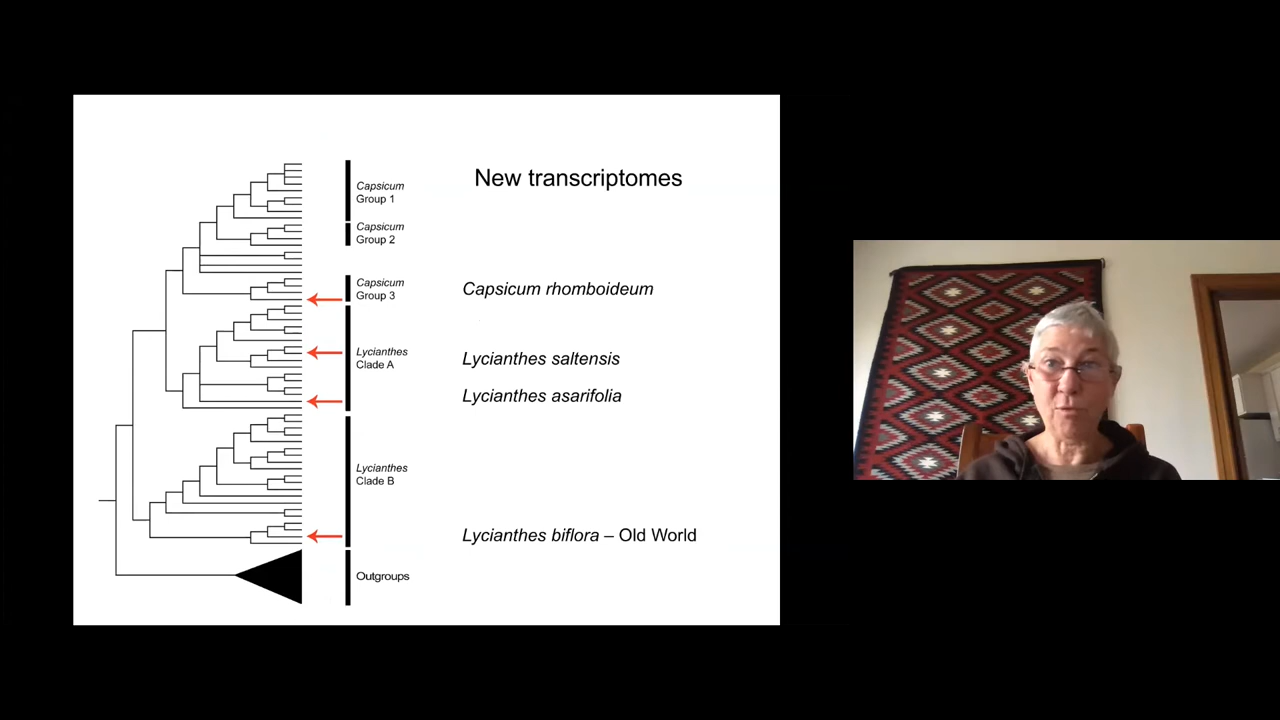 New transcriptomes
Capsicum
Group 1
Capsicum
Group 2
Capsicum
Group 3
Capsicum rhomboideum
Lycianthes
Clade A
Lycianthes saltensis
Lycianthes asarifolia
Lycianthes
Clade B
Lycianthes biflora – Old World
Outgroups